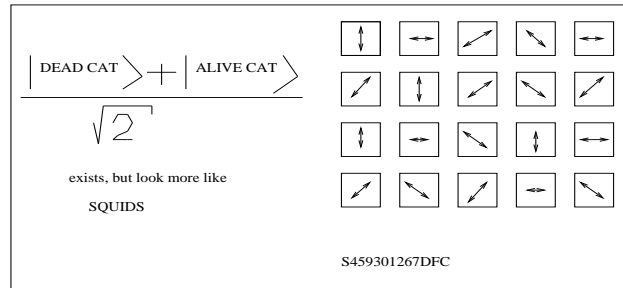 |DEAD CAT〉+|ALIVE CAT〉
√2
exists, but look more like
SQUIDS
S459301267DFC